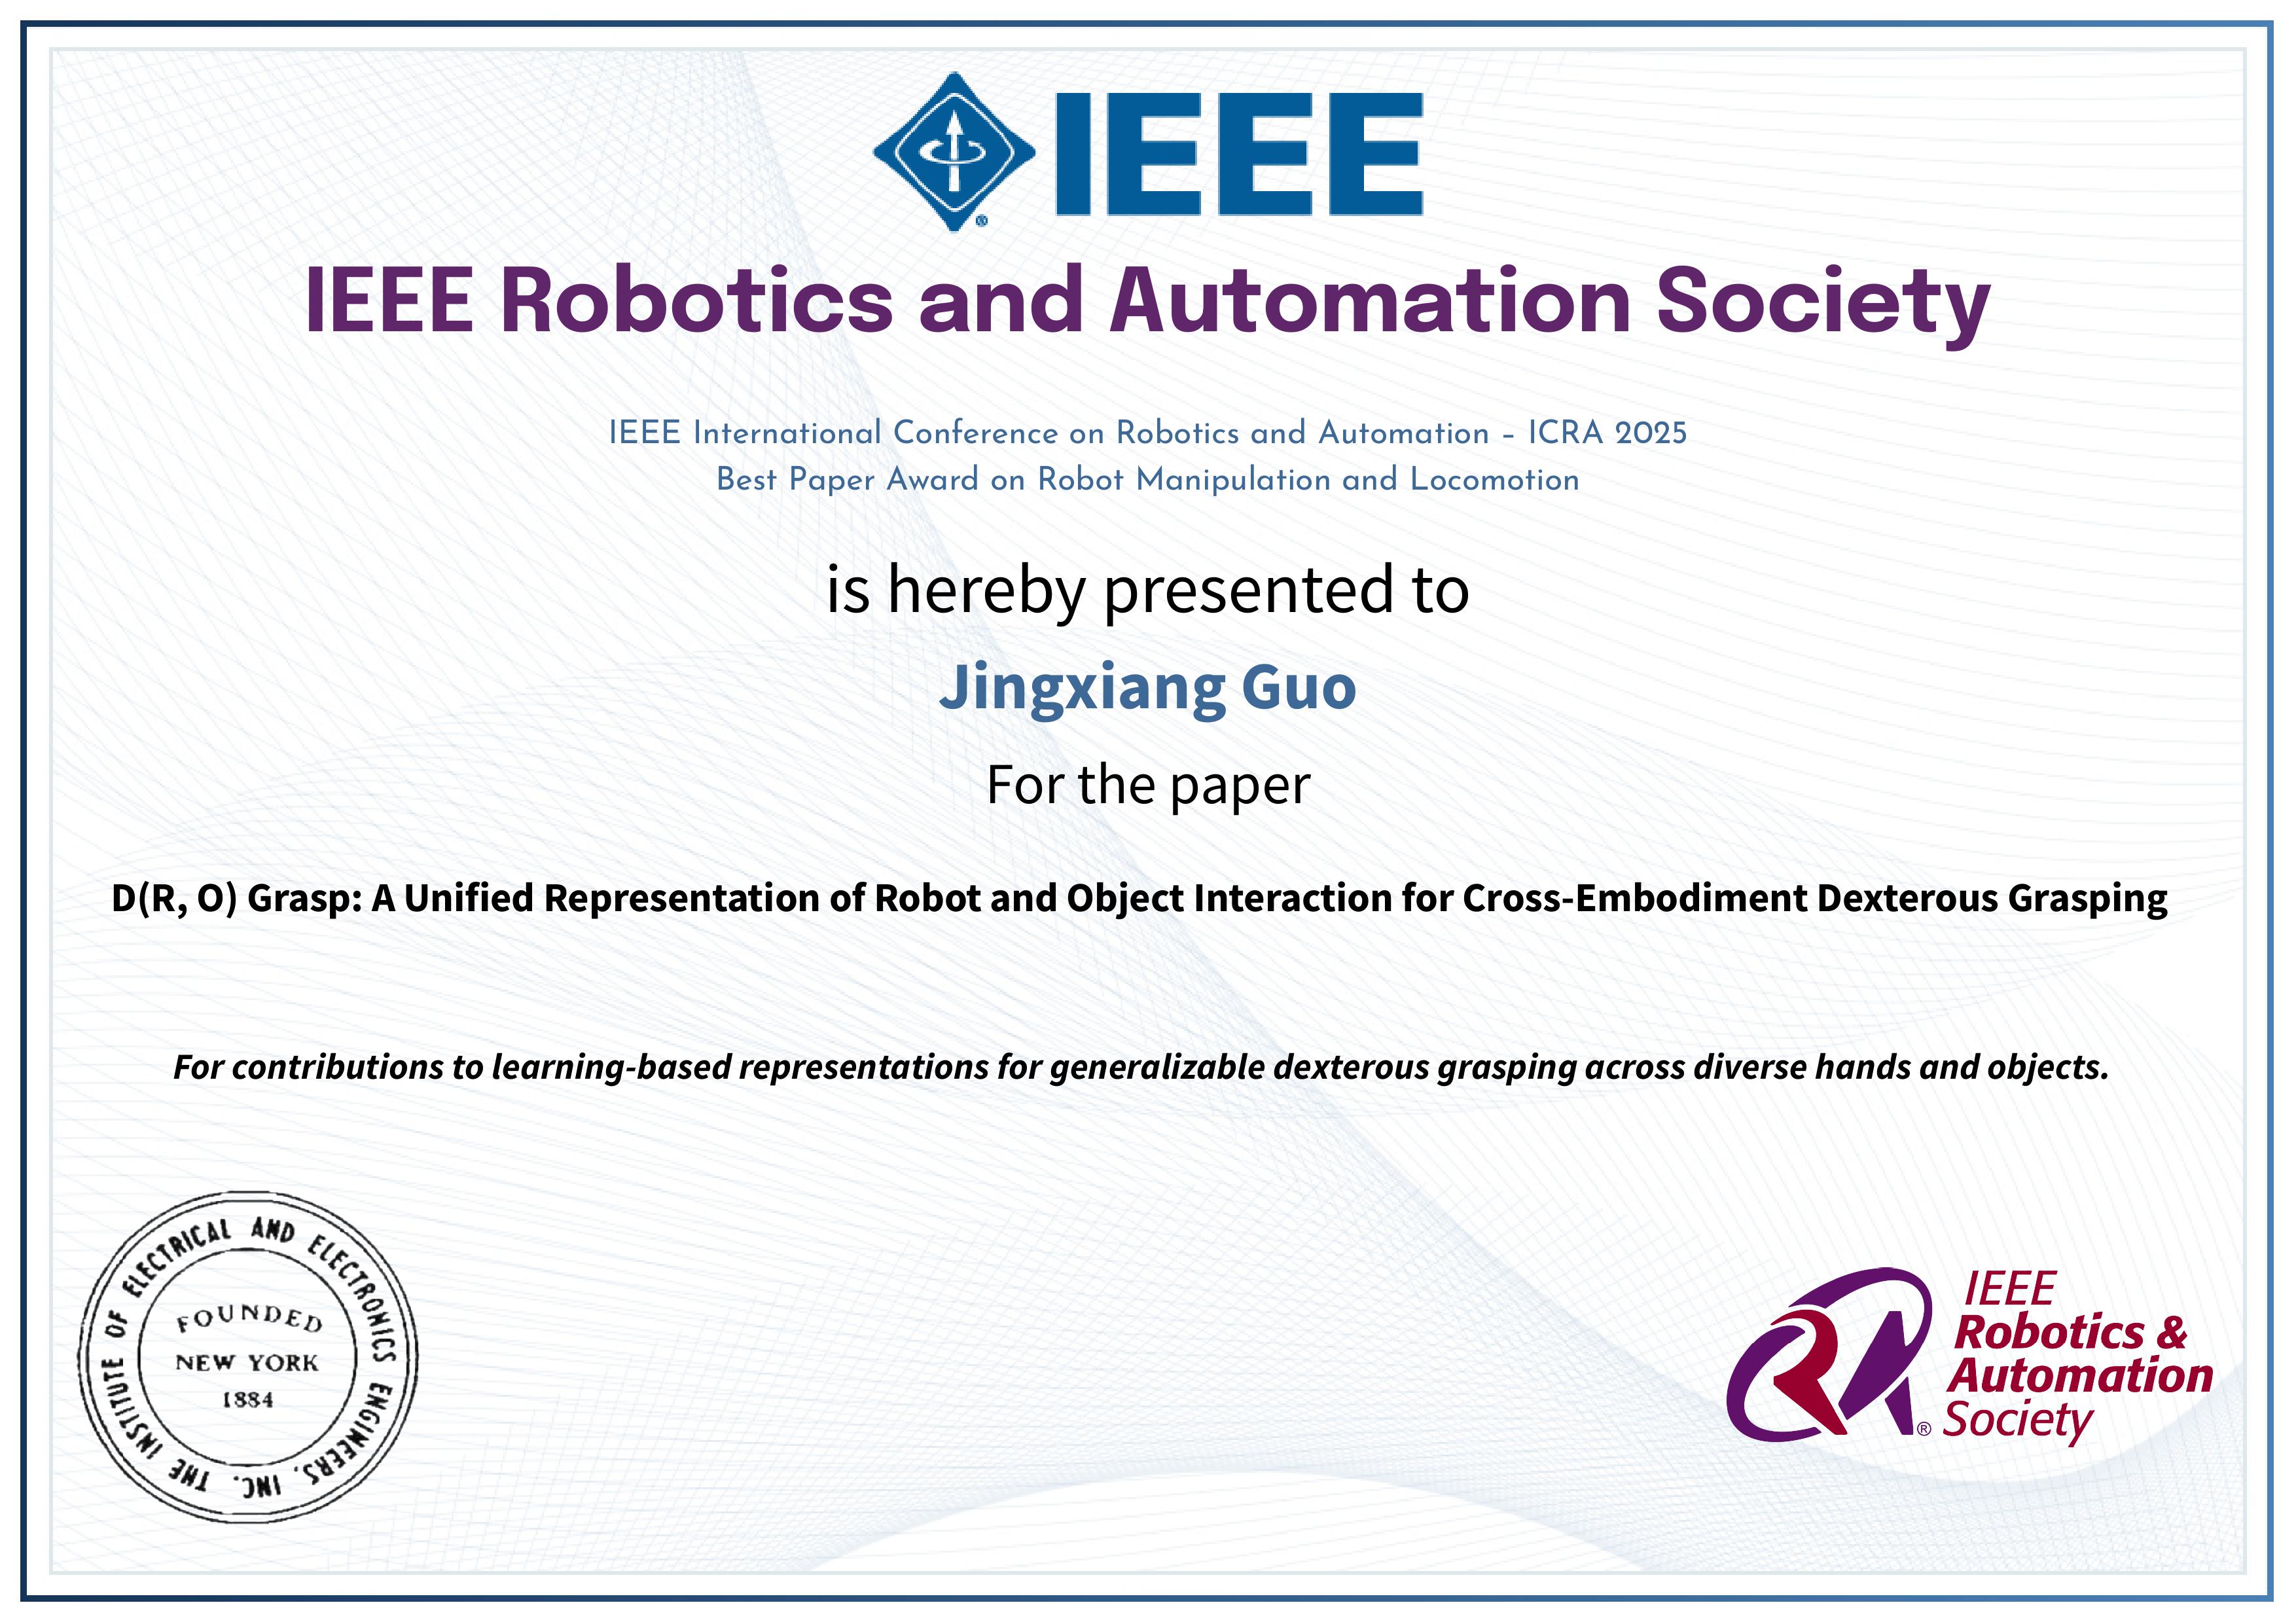 IEEE
IEEE Robotics and Automation Society
IEEE International Conference on Robotics and Automation – ICRA 2025
Best Paper Award on Robot Manipulation and Locomotion
is hereby presented to
Jingxiang Guo
For the paper
D(R, O) Grasp: A Unified Representation of Robot and Object Interaction for Cross-Embodiment Dexterous Grasping
For contributions to learning-based representations for generalizable dexterous grasping across diverse hands and objects.
THE INSTITUTE OF ELECTRICAL AND ELECTRONICS ENGINEERS, INC.
FOUNDED
NEW YORK
1884
RA®
IEEE
Robotics &
Automation
Society